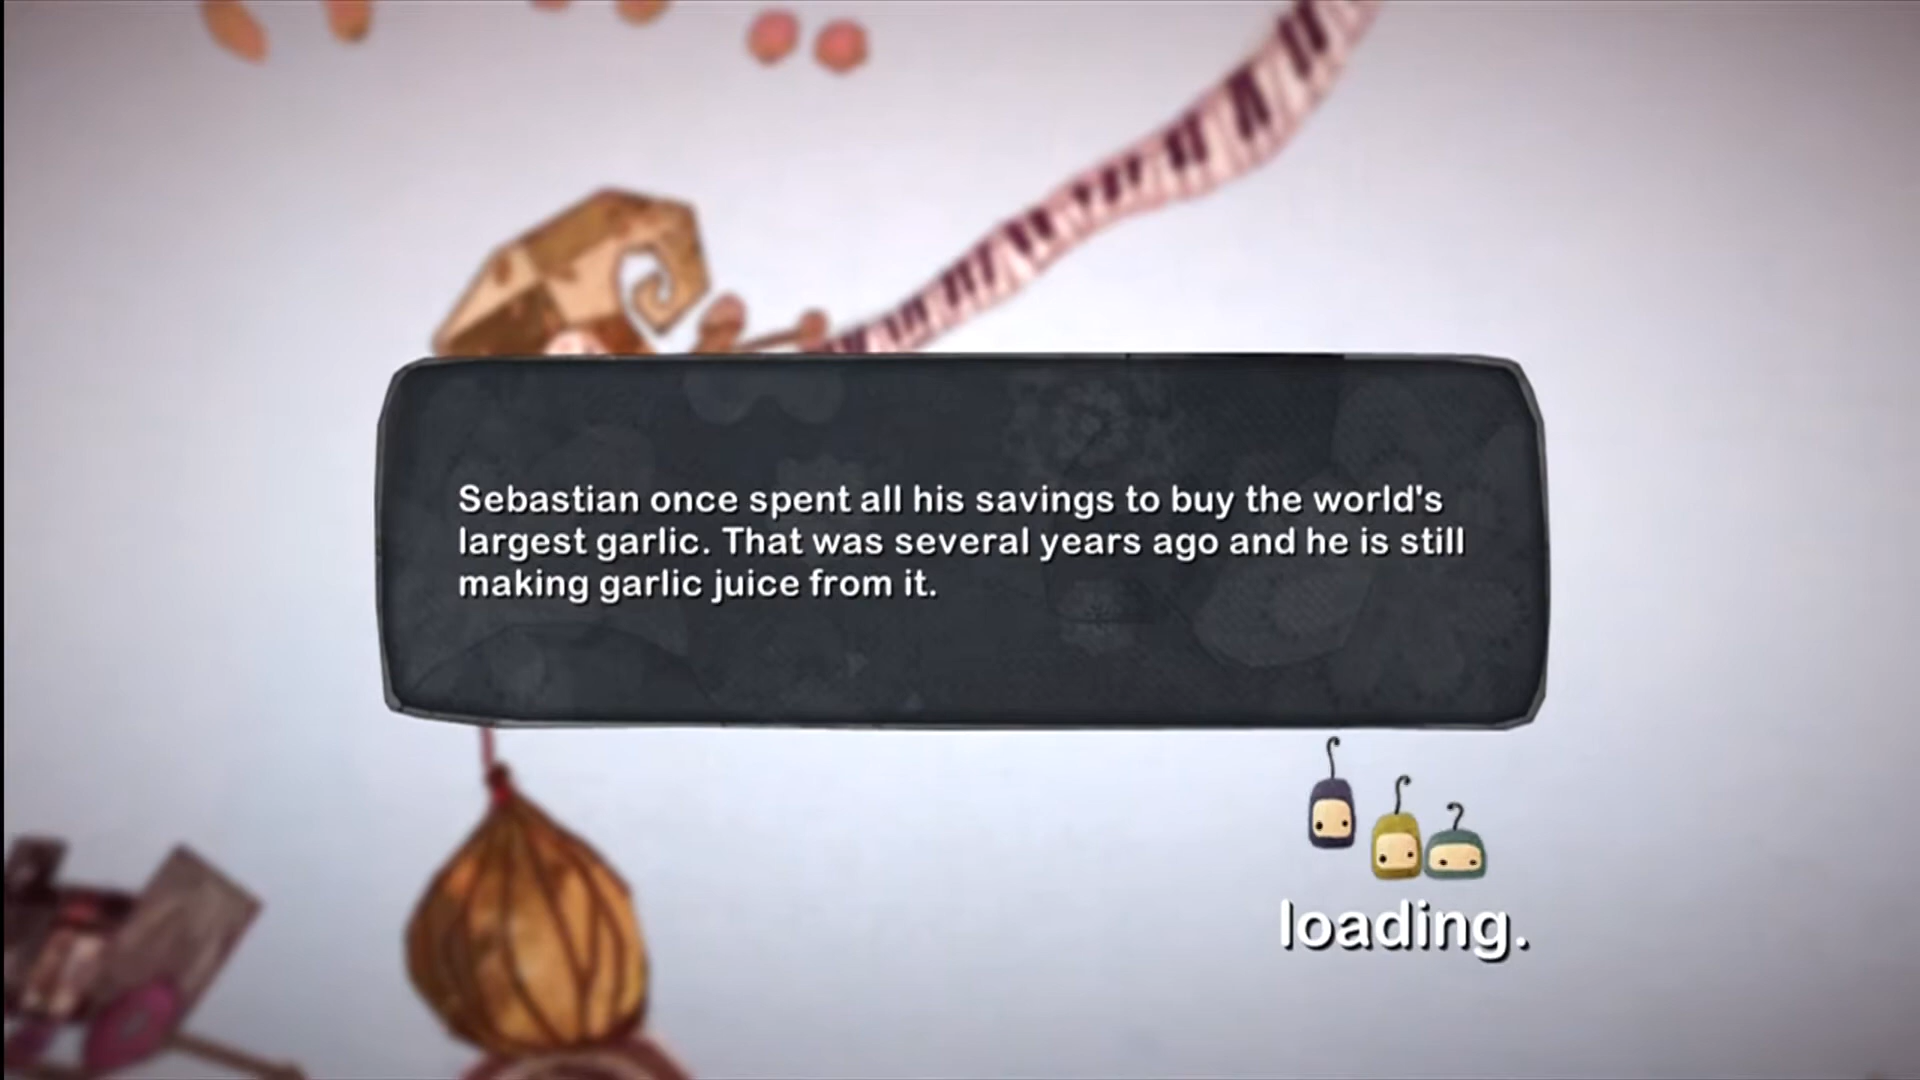 Sebastian once spent all his savings to buy the world's
largest garlic. That was several years ago and he is still
making garlic juice from it.
loading.